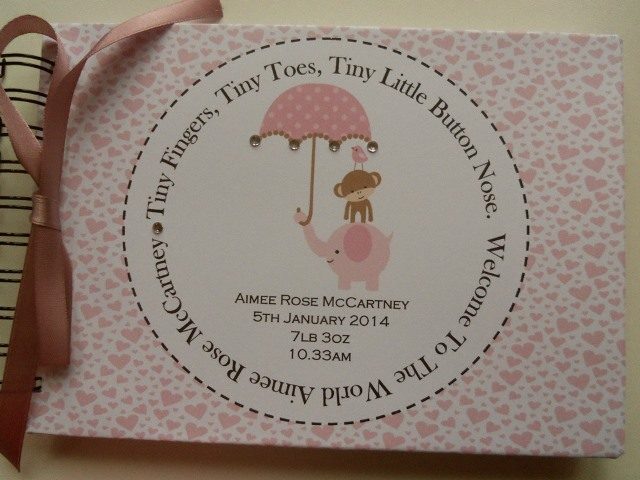 Tiny Fingers, Tiny Toes, Tiny Little Button Nose. Welcome To The World Aimee Rose McCartney
Aimee Rose McCartney
5th January 2014
7lb 3oz
10.33am